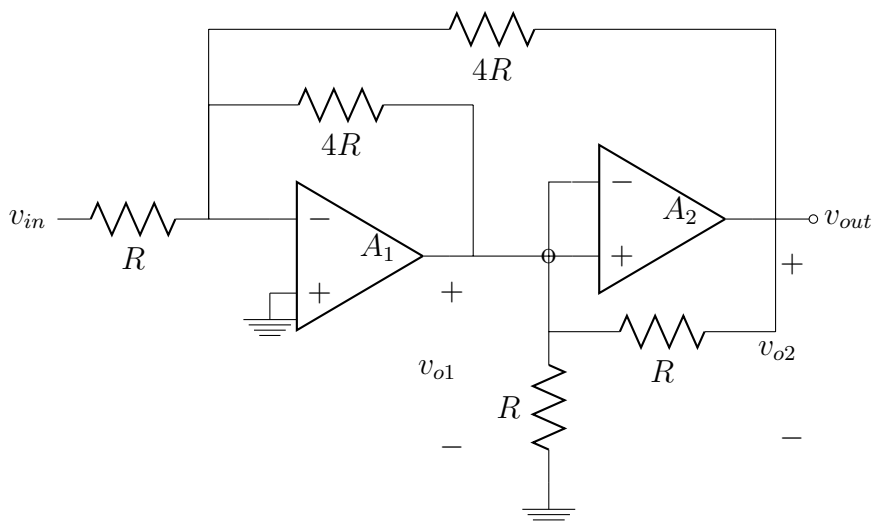 4R
4R
v_in
R
−
+
A_1
−
+
A_2
v_out
+
v_o1
−
R
R
+
v_o2
−